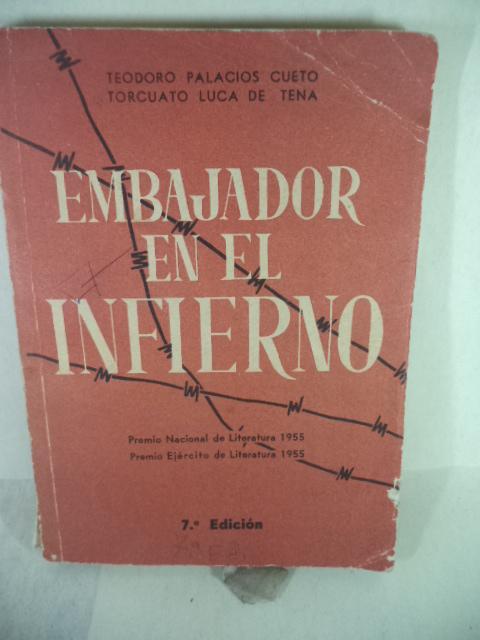 TEODORO PALACIOS CUETO
TORCUATO LUCA DE TENA
EMBAJADOR
EN EL
INFIERNO
Premio Nacional de Literatura 1955
Premio Ejército de Literatura 1955
7.ª Edición